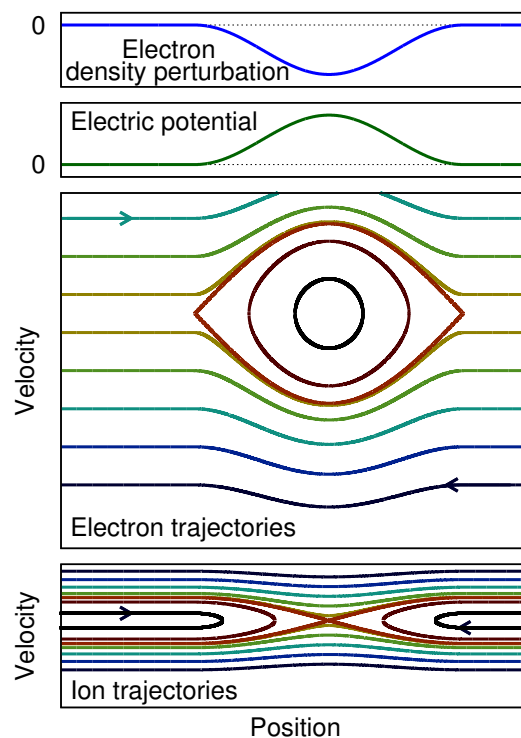 0
Electron
density perturbation
Electric potential
0
Velocity
Electron trajectories
Velocity
Ion trajectories
Position